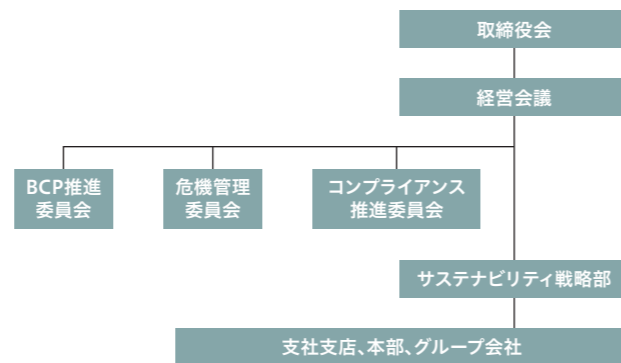 取締役会
経営会議
BCP推進
委員会
危機管理
委員会
コンプライアンス
推進委員会
サステナビリティ戦略部
支社支店、本部、グループ会社